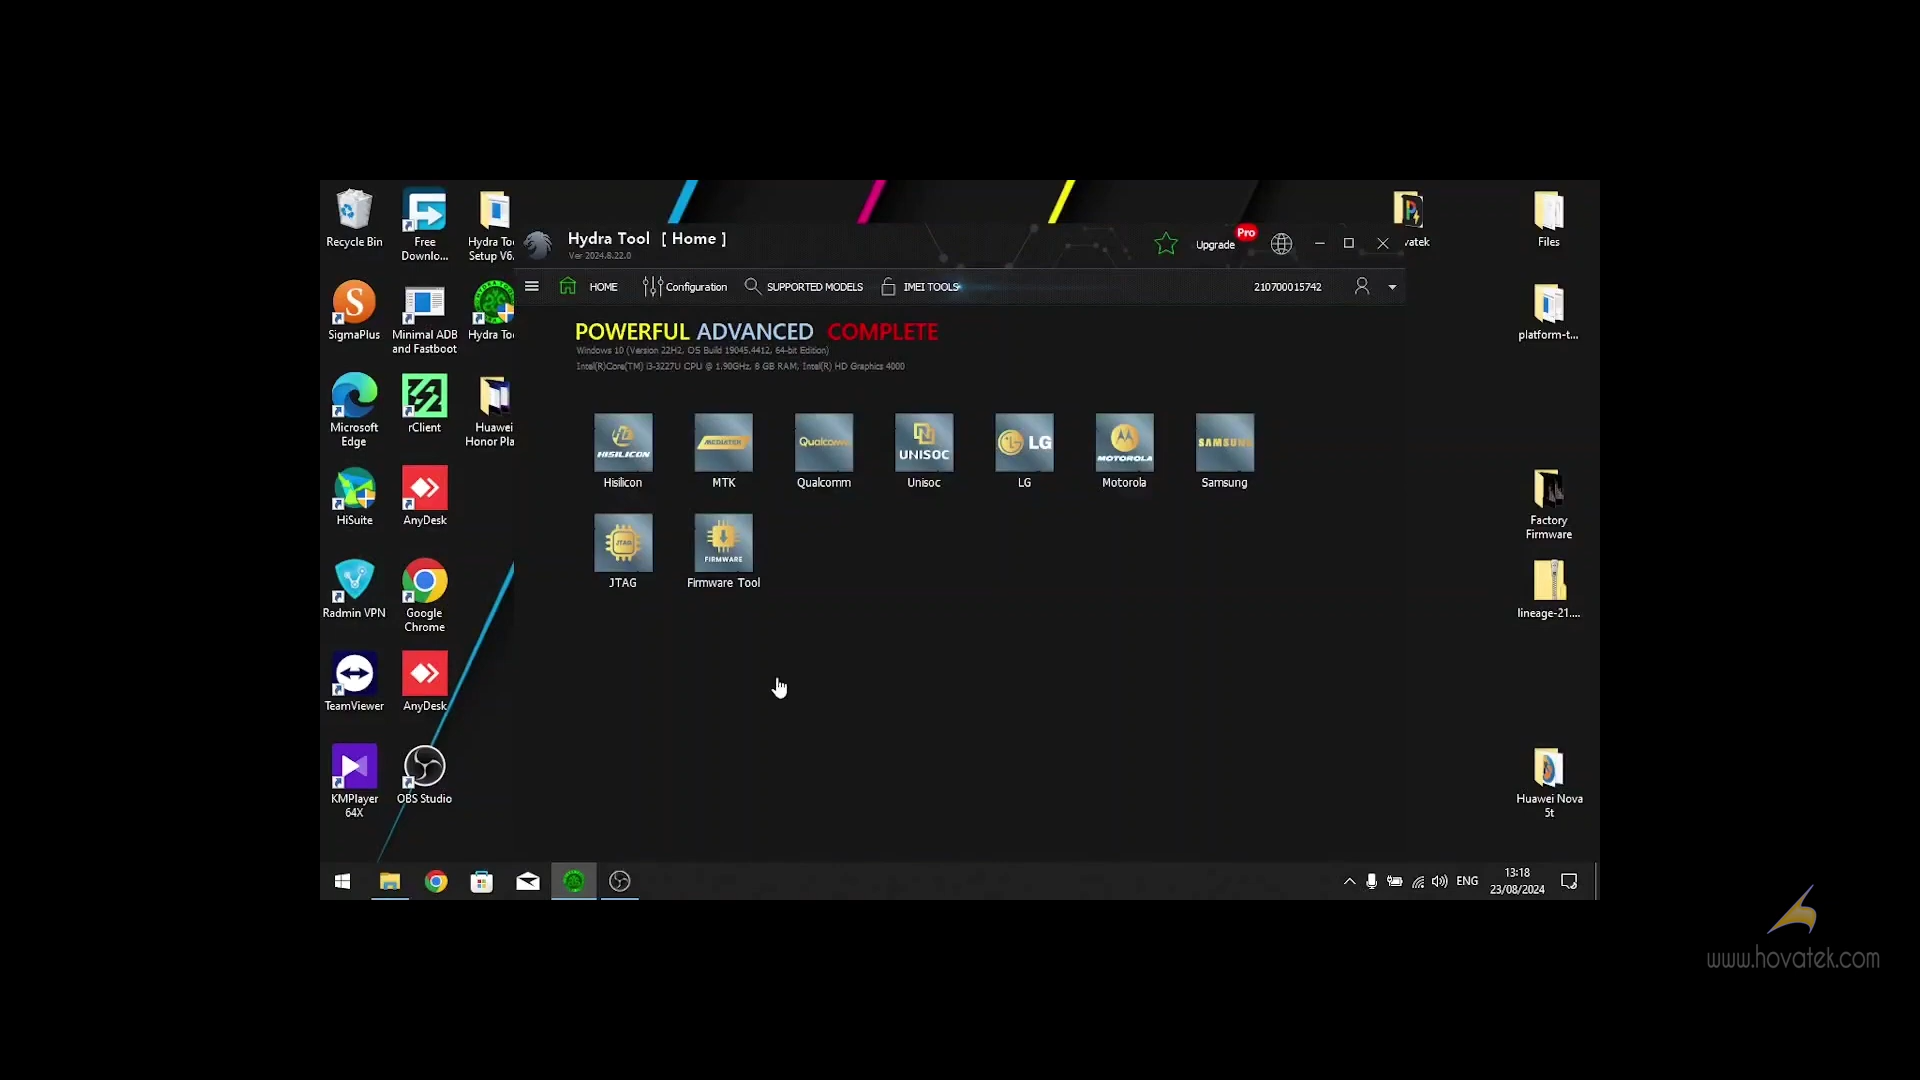 Recycle Bin
Free Downlo...
Hydra To
Setup V6.
SigmaPlus
Minimal ADB
and Fastboot
Hydra To
Microsoft
Edge
rClient
Huawei
Honor Pla
HiSuite
AnyDesk
Radmin VPN
Google
Chrome
TeamViewer
AnyDesk
KMPlayer
64X
OBS Studio
Hydra Tool [ Home ]
Ver 2024.8.22.0
Upgrade
Pro
HOME
Configuration
SUPPORTED MODELS
IMEI TOOLS
210700015742
POWERFUL ADVANCED COMPLETE
Windows 10 (Version 22H2, OS Build 19045.4412, 64-bit Edition)
Intel(R)Core(TM) i3-3227U CPU @ 1.90GHz, 8 GB RAM, Intel(R) HD Graphics 4000
HISILICON
MEDIATEK
Qualcomm
UNISOC
LG
MOTOROLA
SAMSUNG
Hisilicon
MTK
Qualcomm
Unisoc
LG
Motorola
Samsung
JTAG
FIRMWARE
JTAG
Firmware Tool
vatek
Files
platform-t...
Factory
Firmware
lineage-21....
Huawei Nova
5t
ENG
13:18
23/08/2024
www.hovatek.com